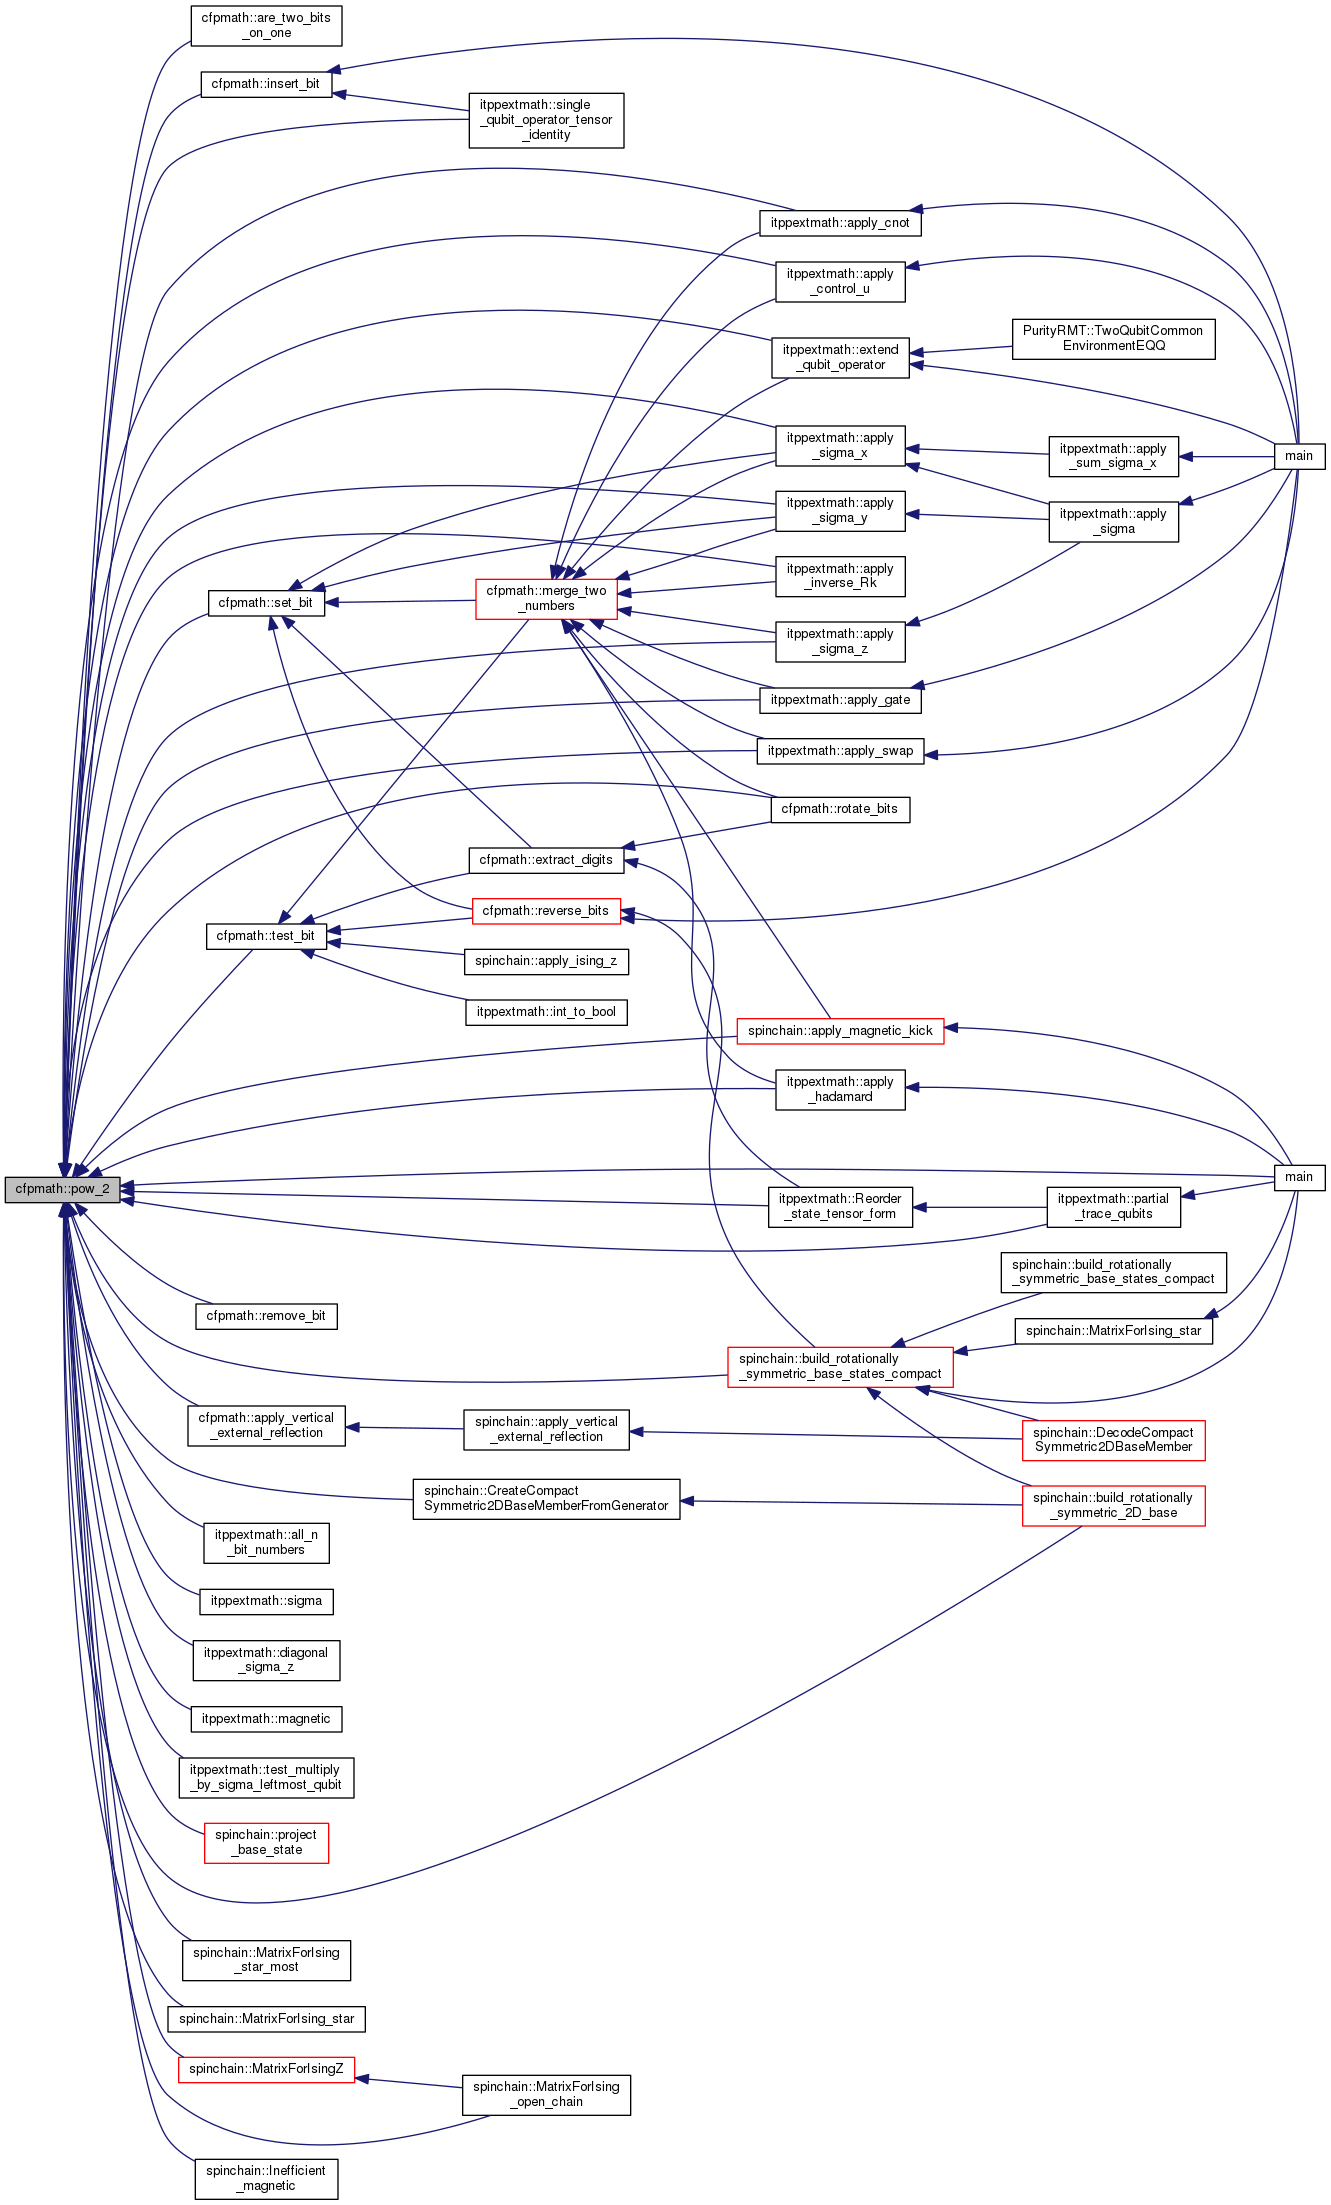 cfpmath::are_two_bits
_on_one
cfpmath::insert_bit
itppextmath::single
_qubit_operator_tensor
_identity
itppextmath::apply_cnot
itppextmath::apply
_control_u
PurityRMT::TwoQubitCommon
EnvironmentEQQ
itppextmath::extend
_qubit_operator
itppextmath::apply
_sigma_x
itppextmath::apply
_sum_sigma_x
main
itppextmath::apply
_sigma_y
itppextmath::apply
_sigma
itppextmath::apply
_inverse_Rk
cfpmath::set_bit
cfpmath::merge_two
_numbers
itppextmath::apply
_sigma_z
itppextmath::apply_gate
itppextmath::apply_swap
cfpmath::rotate_bits
cfpmath::extract_digits
cfpmath::reverse_bits
cfpmath::test_bit
spinchain::apply_ising_z
itppextmath::int_to_bool
spinchain::apply_magnetic_kick
itppextmath::apply
_hadamard
cfpmath::pow_2
main
itppextmath::Reorder
_state_tensor_form
itppextmath::partial
_trace_qubits
spinchain::build_rotationally
_symmetric_base_states_compact
cfpmath::remove_bit
spinchain::MatrixForIsing_star
spinchain::build_rotationally
_symmetric_base_states_compact
cfpmath::apply_vertical
_external_reflection
spinchain::apply_vertical
_external_reflection
spinchain::DecodeCompact
Symmetric2DBaseMember
spinchain::CreateCompact
Symmetric2DBaseMemberFromGenerator
spinchain::build_rotationally
_symmetric_2D_base
itppextmath::all_n
_bit_numbers
itppextmath::sigma
itppextmath::diagonal
_sigma_z
itppextmath::magnetic
itppextmath::test_multiply
_by_sigma_leftmost_qubit
spinchain::project
_base_state
spinchain::MatrixForIsing
_star_most
spinchain::MatrixForIsing_star
spinchain::MatrixForIsingZ
spinchain::MatrixForIsing
_open_chain
spinchain::Inefficient
_magnetic